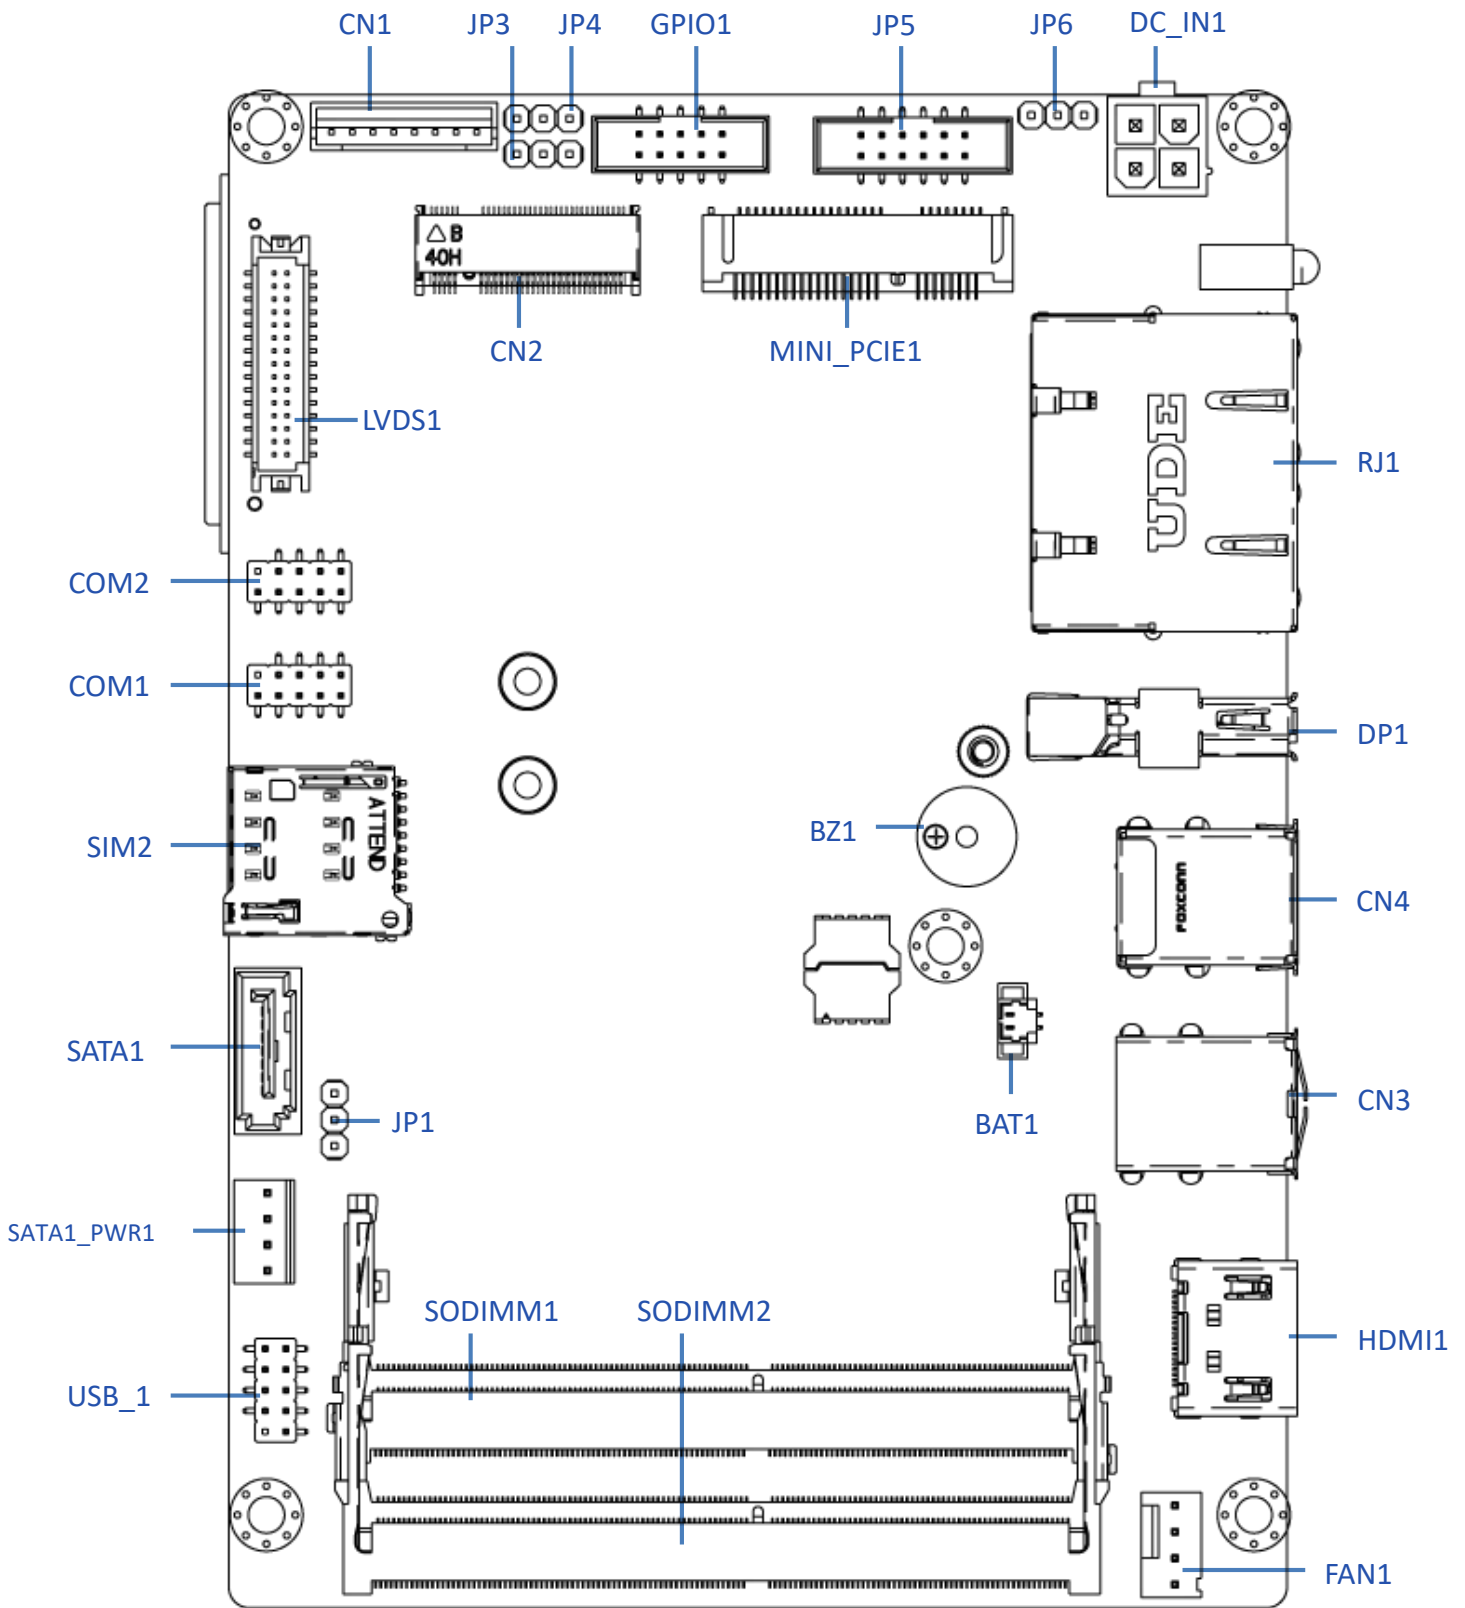 CN1
JP3
JP4
GPIO1
JP5
JP6
DC_IN1
B
40H
CN2
MINI_PCIE1
LVDS1
UDE
RJ1
COM2
COM1
DP1
ATTEND
SIM2
BZ1
FOXCONN
CN4
SATA1
JP1
BAT1
CN3
SATA1_PWR1
SODIMM1
SODIMM2
HDMI1
USB_1
FAN1